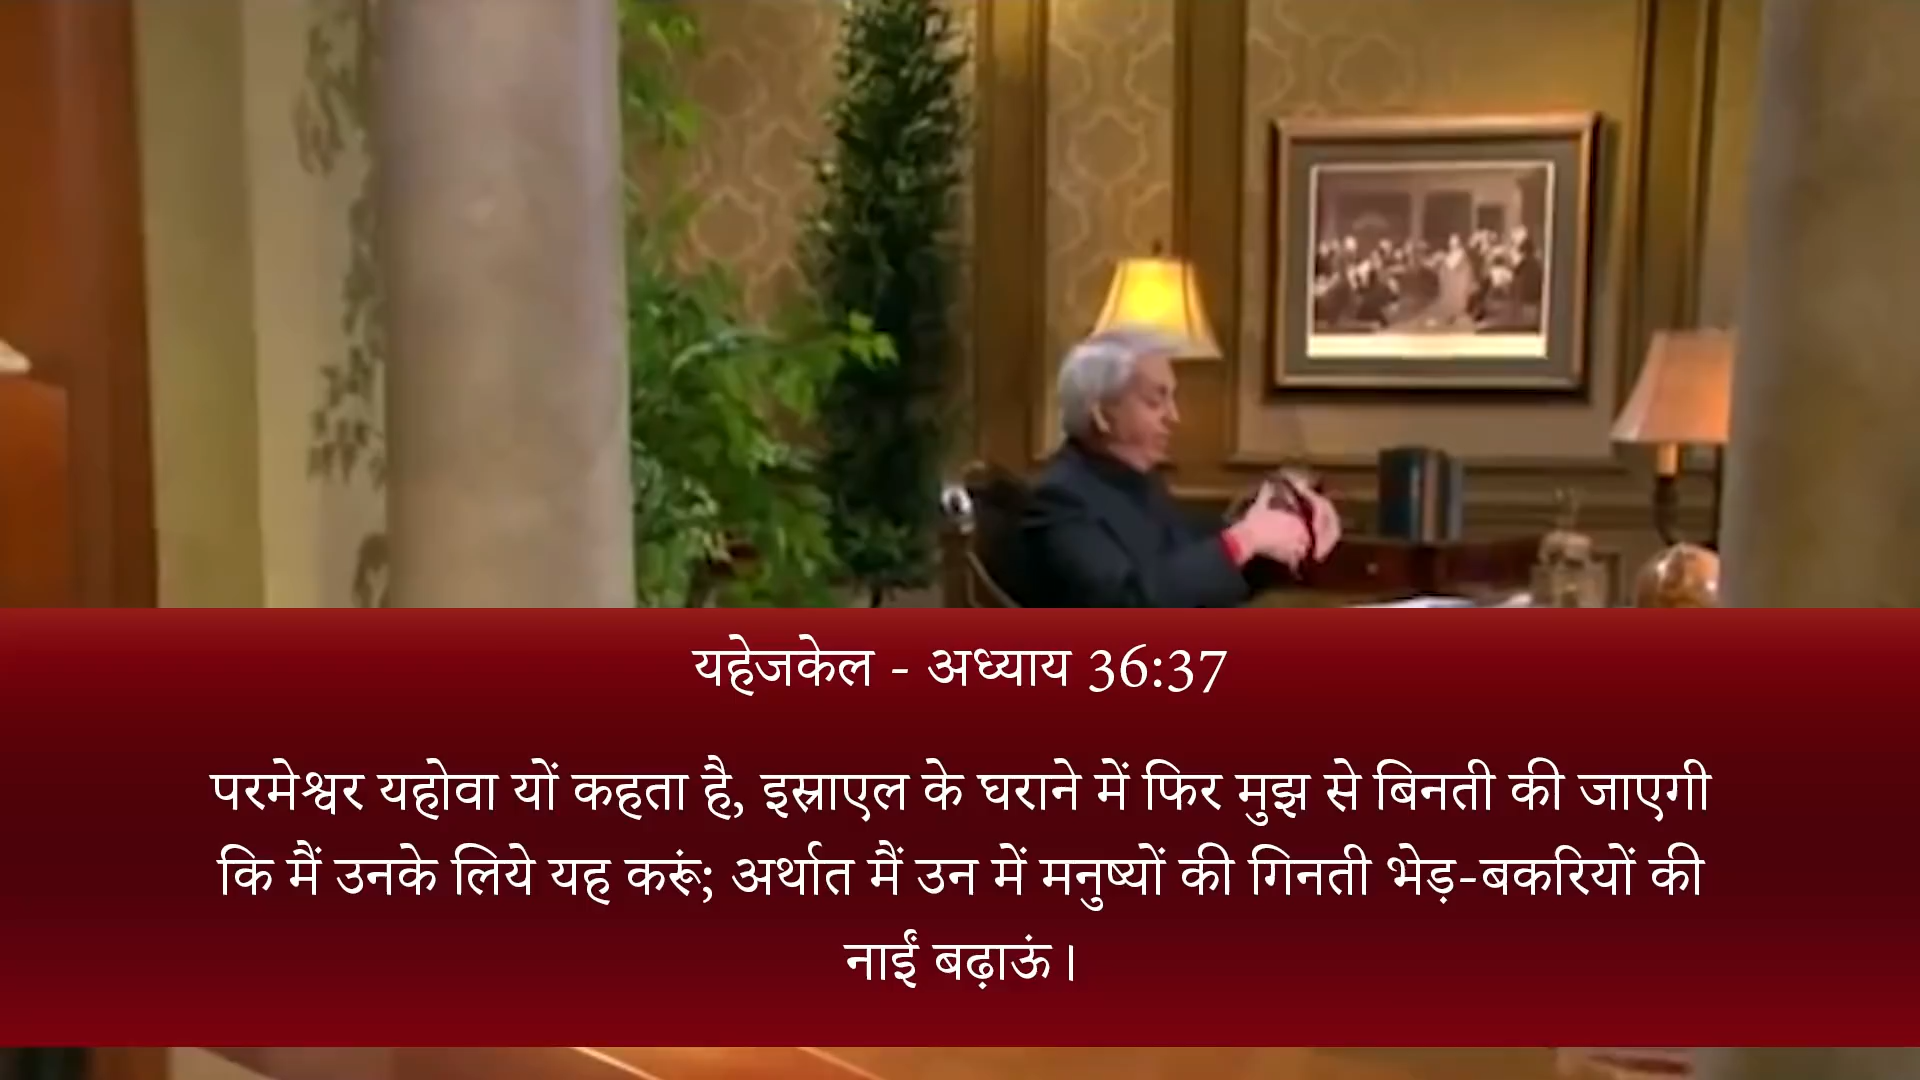 यहेजकेल - अध्याय 36:37
परमेश्वर यहोवा यों कहता है, इस्राएल के घराने में फिर मुझ से बिनती की जाएगी
कि मैं उनके लिये यह करूं; अर्थात मैं उन में मनुष्यों की गिनती भेड़-बकरियों की
नाईं बढ़ाऊं।